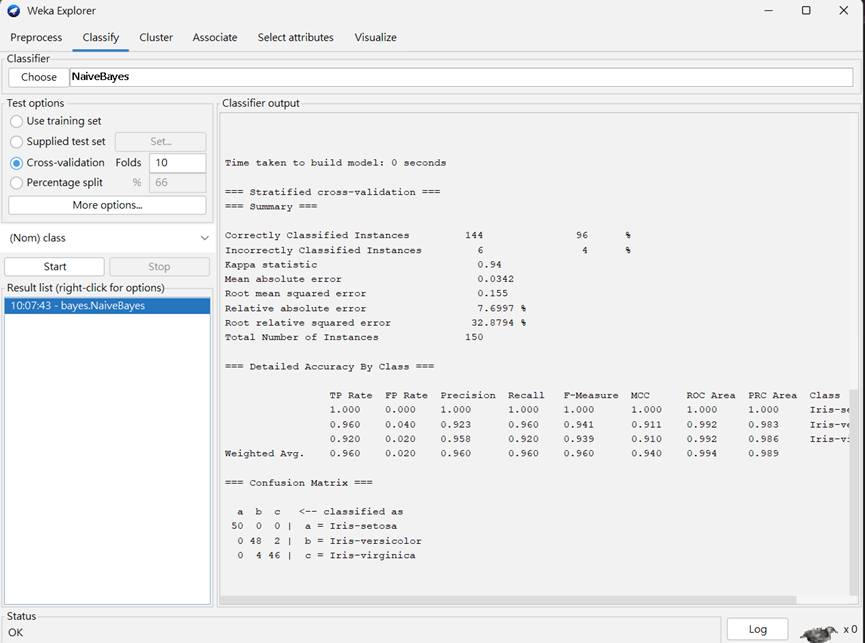 Weka Explorer
Preprocess Classify Cluster Associate Select attributes Visualize
Classifier
Choose NaiveBayes
Test options
Use training set
Supplied test set Set...
Cross-validation Folds 10
Percentage split % 66
More options...
(Nom) class
Start Stop
Result list (right-click for options)
10:07:43 - bayes.NaiveBayes
Classifier output
Time taken to build model: 0 seconds
=== Stratified cross-validation ===
=== Summary ===
Correctly Classified Instances 144 96 %
Incorrectly Classified Instances 6 4 %
Kappa statistic 0.94
Mean absolute error 0.0342
Root mean squared error 0.155
Relative absolute error 7.6997 %
Root relative squared error 32.8794 %
Total Number of Instances 150
=== Detailed Accuracy By Class ===
TP Rate FP Rate Precision Recall F-Measure MCC ROC Area PRC Area Class
1.000 0.000 1.000 1.000 1.000 1.000 1.000 1.000 Iris-se
0.960 0.040 0.923 0.960 0.941 0.911 0.992 0.983 Iris-ve
0.920 0.020 0.958 0.920 0.939 0.910 0.992 0.986 Iris-vi
Weighted Avg. 0.960 0.020 0.960 0.960 0.960 0.940 0.994 0.989
=== Confusion Matrix ===
a b c <-- classified as
50 0 0 | a = Iris-setosa
0 48 2 | b = Iris-versicolor
0 4 46 | c = Iris-virginica
Status
OK
Log x 0